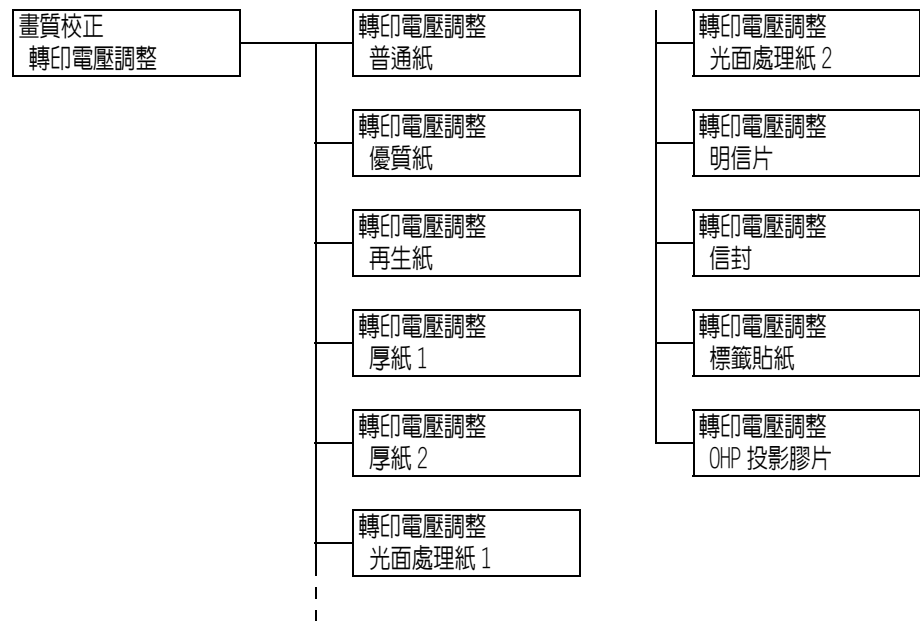 畫質校正
轉印電壓調整
轉印電壓調整
普通紙
轉印電壓調整
優質紙
轉印電壓調整
再生紙
轉印電壓調整
厚紙 1
轉印電壓調整
厚紙 2
轉印電壓調整
光面處理紙 1
轉印電壓調整
光面處理紙 2
轉印電壓調整
明信片
轉印電壓調整
信封
轉印電壓調整
標籤貼紙
轉印電壓調整
OHP 投影膠片